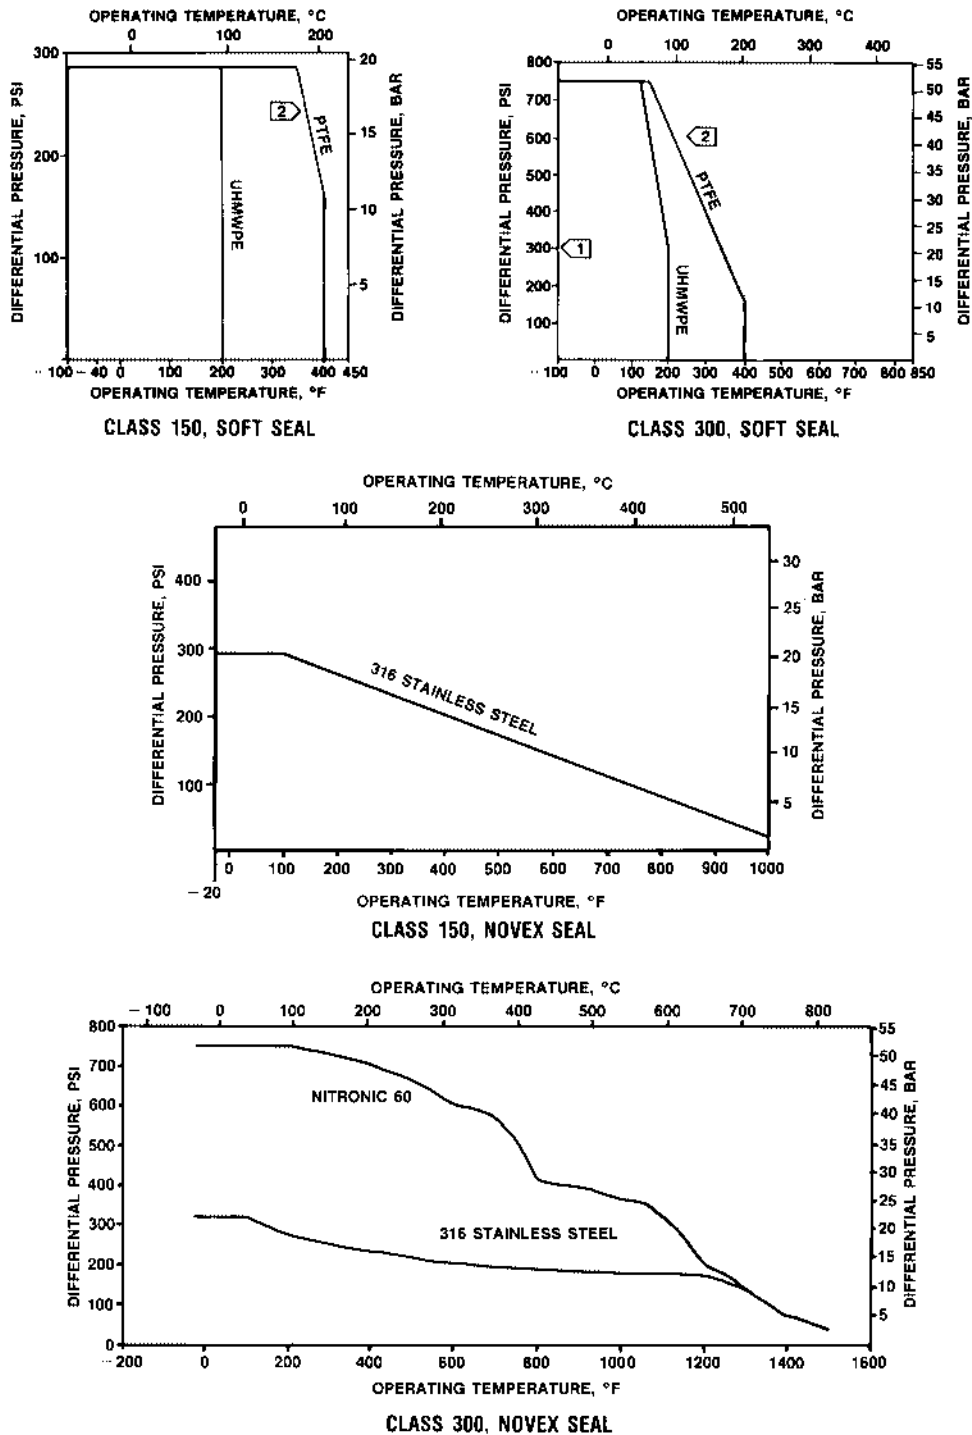 OPERATING TEMPERATURE, °C
0 100 200
300 200 100
DIFFERENTIAL PRESSURE, PSI
20 15 10 5
DIFFERENTIAL PRESSURE, BAR
2
PTFE
UHMWPE
-100 -40 0 100 200 300 400 450
OPERATING TEMPERATURE, °F
CLASS 150, SOFT SEAL
OPERATING TEMPERATURE, °C
0 100 200 300 400
800 700 600 500 400 300 200 100
DIFFERENTIAL PRESSURE, PSI
55 50 45 40 35 30 25 20 15 10 5
DIFFERENTIAL PRESSURE, BAR
2
PTFE
1
UHMWPE
-100 0 100 200 300 400 500 600 700 800 850
OPERATING TEMPERATURE, °F
CLASS 300, SOFT SEAL
OPERATING TEMPERATURE, °C
0 100 200 300 400 500
400 300 200 100
DIFFERENTIAL PRESSURE, PSI
30 25 20 15 10 5
DIFFERENTIAL PRESSURE, BAR
316 STAINLESS STEEL
0 100 200 300 400 500 600 700 800 900 1000
-20
OPERATING TEMPERATURE, °F
CLASS 150, NOVEX SEAL
OPERATING TEMPERATURE, °C
-100 0 100 200 300 400 500 600 700 800
800 700 600 500 400 300 200 100 0
DIFFERENTIAL PRESSURE, PSI
55 50 45 40 35 30 25 20 15 10 5
DIFFERENTIAL PRESSURE, BAR
NITRONIC 60
316 STAINLESS STEEL
-200 0 200 400 600 800 1000 1200 1400 1600
OPERATING TEMPERATURE, °F
CLASS 300, NOVEX SEAL